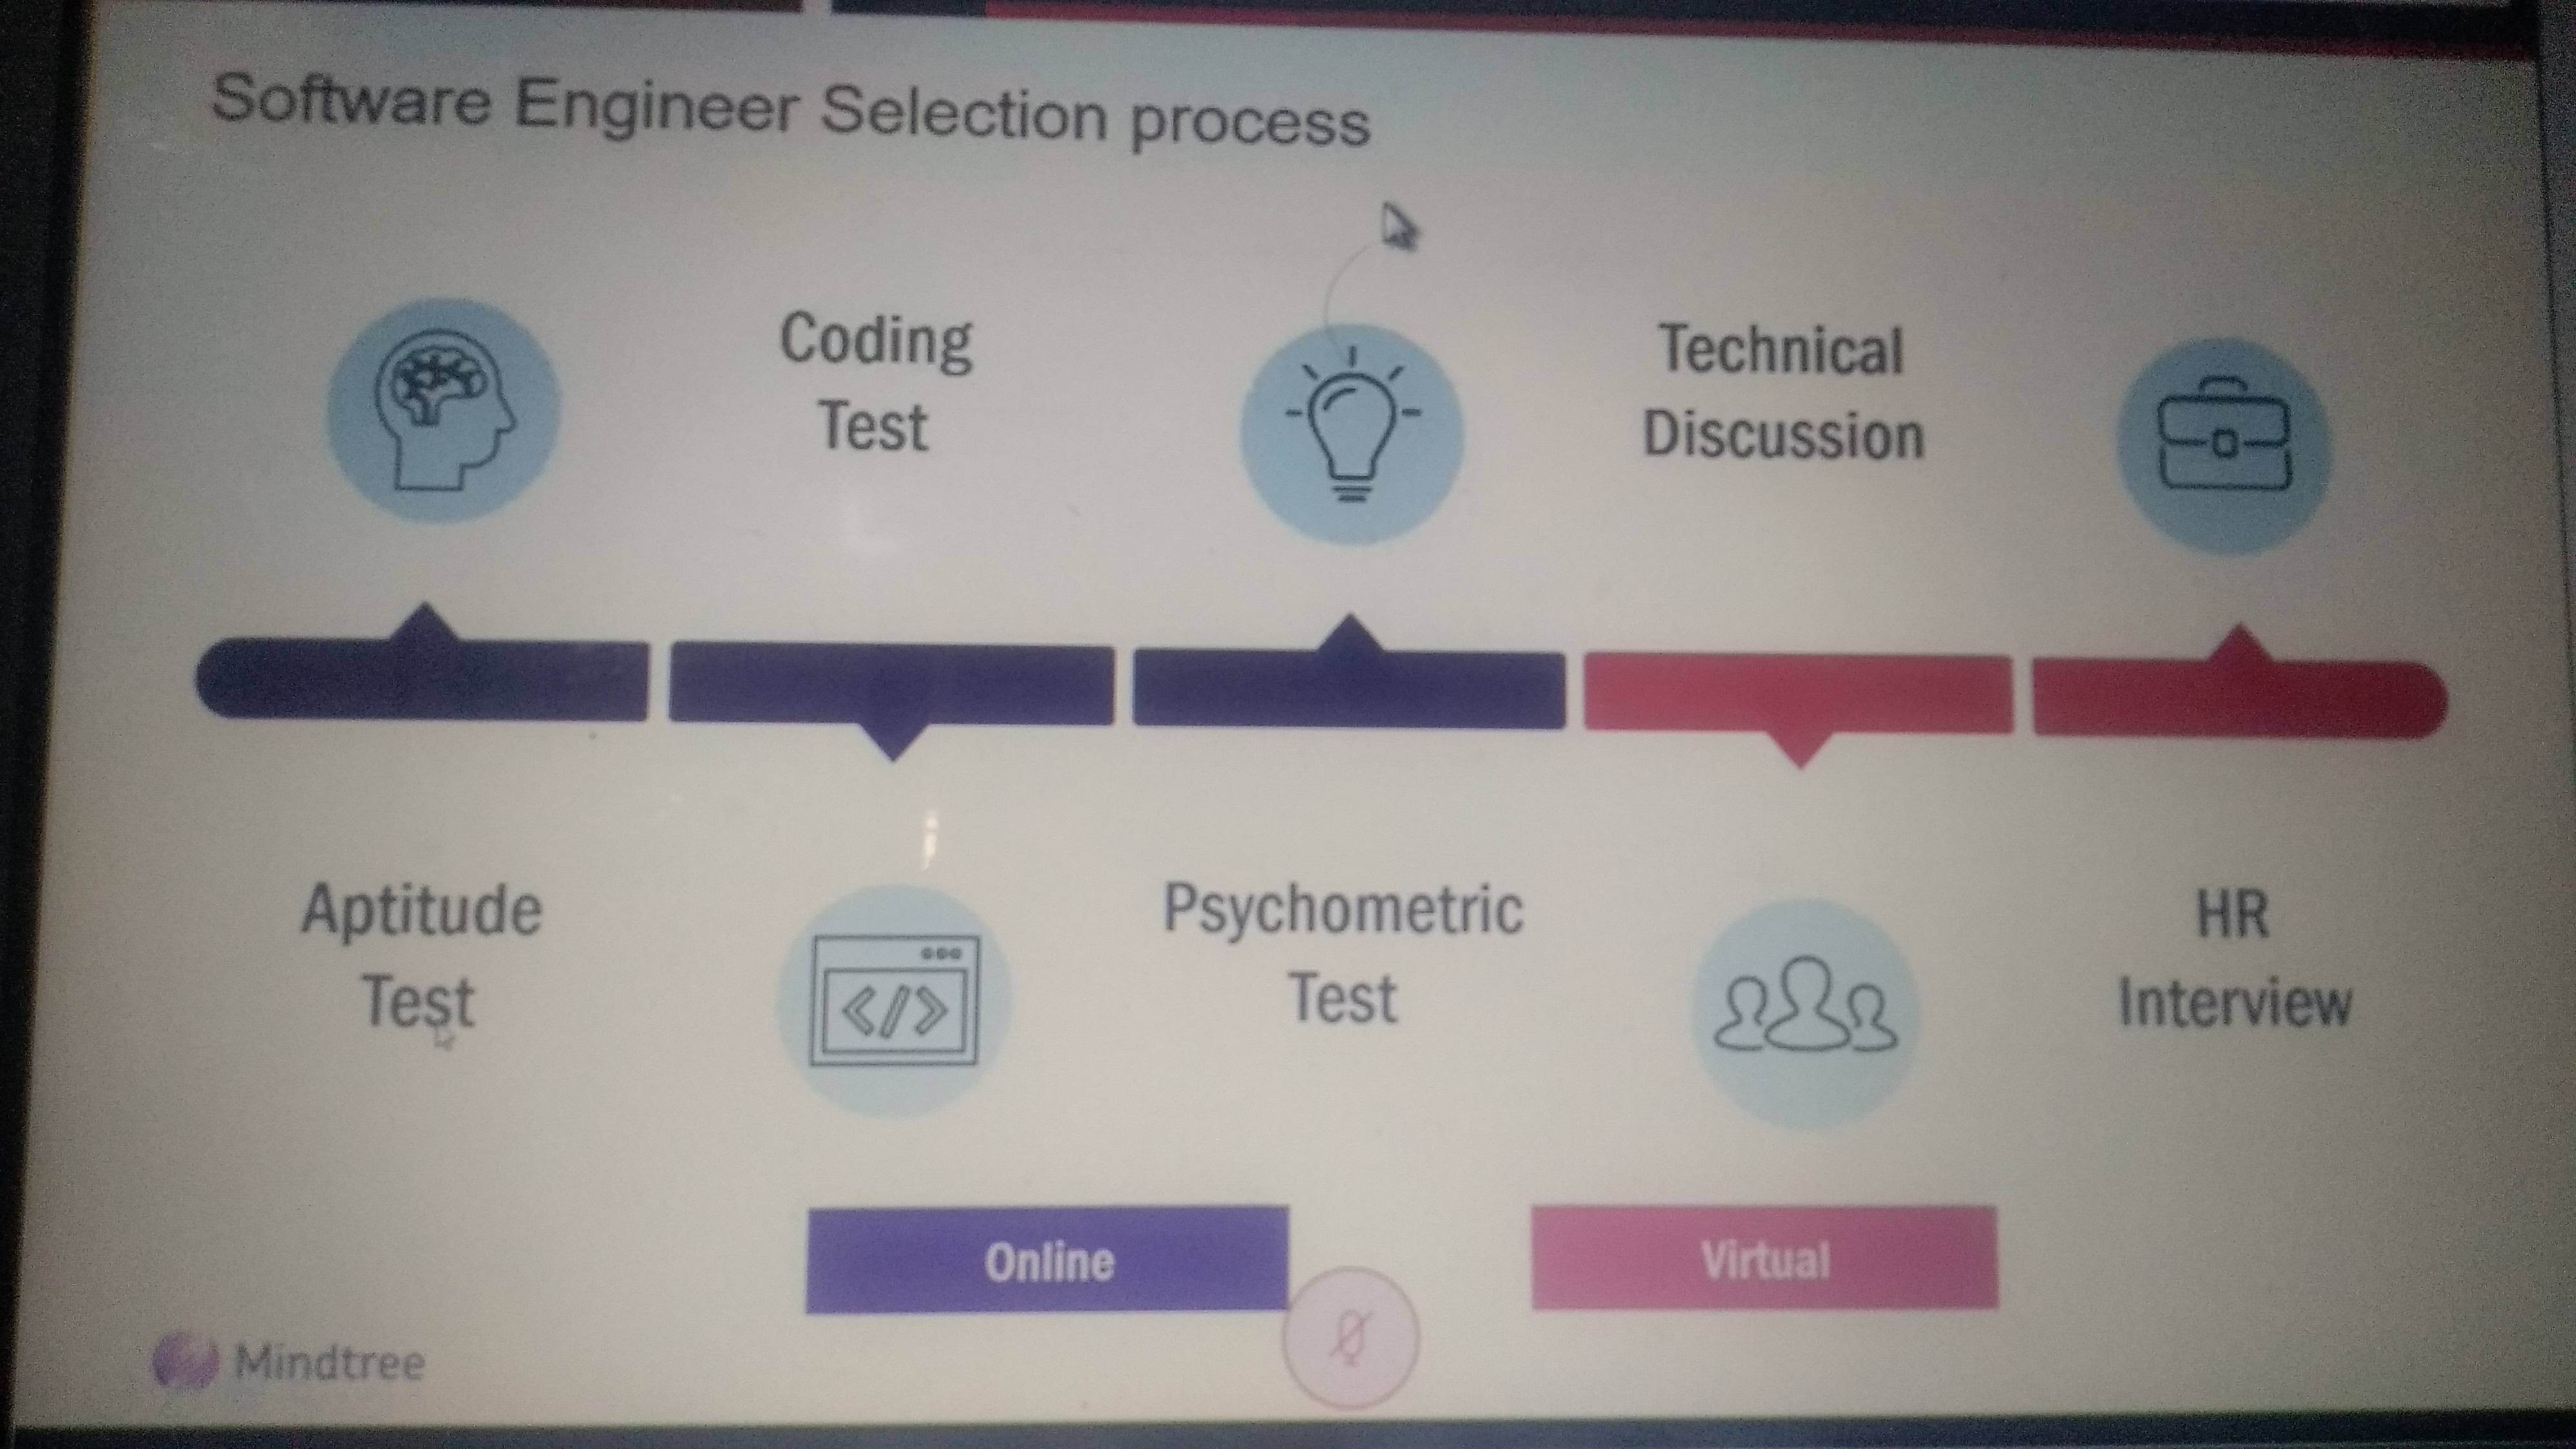 Software Engineer Selection process
Coding
Test
Technical
Discussion
Aptitude
Test
</>
Psychometric
Test
HR
Interview
Online
Virtual
Mindtree